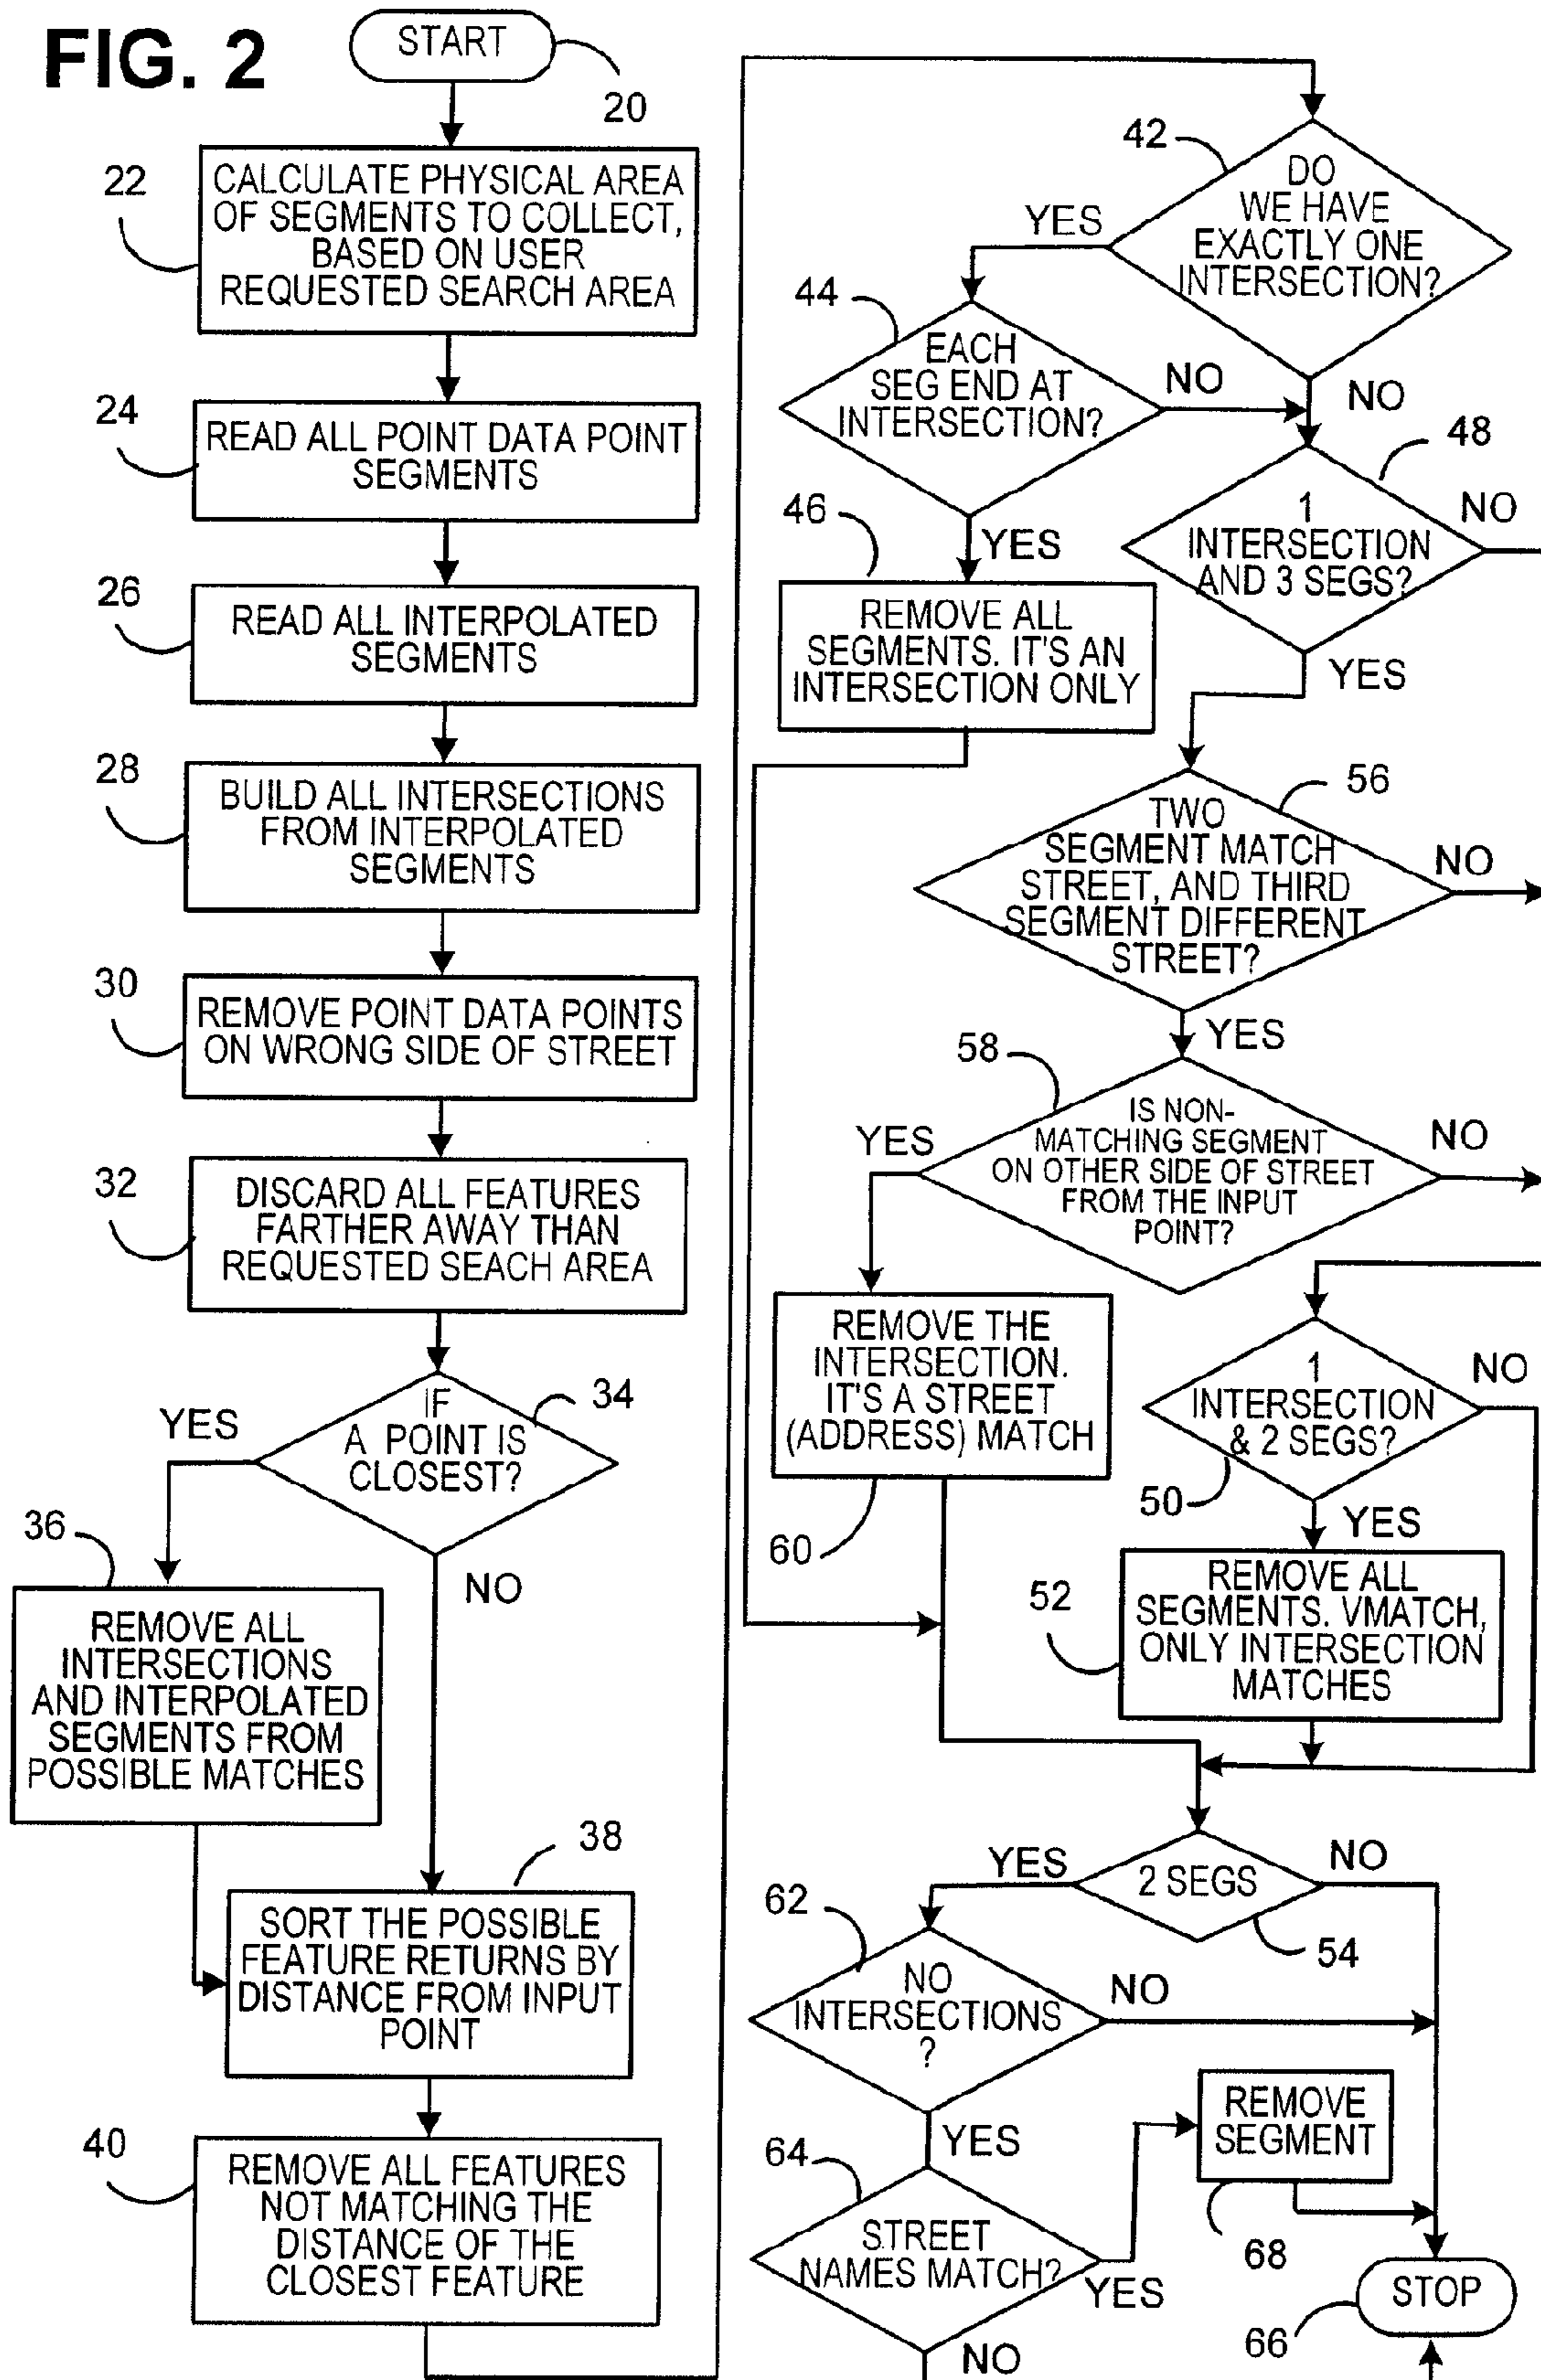 FIG. 2
START
20
22
CALCULATE PHYSICAL AREA
OF SEGMENTS TO COLLECT,
BASED ON USER
REQUESTED SEARCH AREA
24
READ ALL POINT DATA POINT
SEGMENTS
26
READ ALL INTERPOLATED
SEGMENTS
28
BUILD ALL INTERSECTIONS
FROM INTERPOLATED
SEGMENTS
30
REMOVE POINT DATA POINTS
ON WRONG SIDE OF STREET
32
DISCARD ALL FEATURES
FARTHER AWAY THAN
REQUESTED SEACH AREA
34
IF
A POINT IS
CLOSEST?
YES
NO
36
REMOVE ALL
INTERSECTIONS
AND INTERPOLATED
SEGMENTS FROM
POSSIBLE MATCHES
38
SORT THE POSSIBLE
FEATURE RETURNS BY
DISTANCE FROM INPUT
POINT
40
REMOVE ALL FEATURES
NOT MATCHING THE
DISTANCE OF THE
CLOSEST FEATURE
42
DO
WE HAVE
EXACTLY ONE
INTERSECTION?
YES
NO
44
EACH
SEG END AT
INTERSECTION?
NO
YES
46
REMOVE ALL
SEGMENTS. IT'S AN
INTERSECTION ONLY
48
1
INTERSECTION
AND 3 SEGS?
NO
YES
56
TWO
SEGMENT MATCH
STREET, AND THIRD
SEGMENT DIFFERENT
STREET?
NO
YES
58
IS NON-
MATCHING SEGMENT
ON OTHER SIDE OF STREET
FROM THE INPUT
POINT?
YES
NO
REMOVE THE
INTERSECTION.
IT'S A STREET
(ADDRESS) MATCH
60
1
INTERSECTION
& 2 SEGS?
NO
50
YES
52
REMOVE ALL
SEGMENTS. VMATCH,
ONLY INTERSECTION
MATCHES
2 SEGS
YES
NO
54
62
NO
INTERSECTIONS
?
NO
YES
64
STREET
NAMES MATCH?
YES
NO
REMOVE
SEGMENT
68
STOP
66